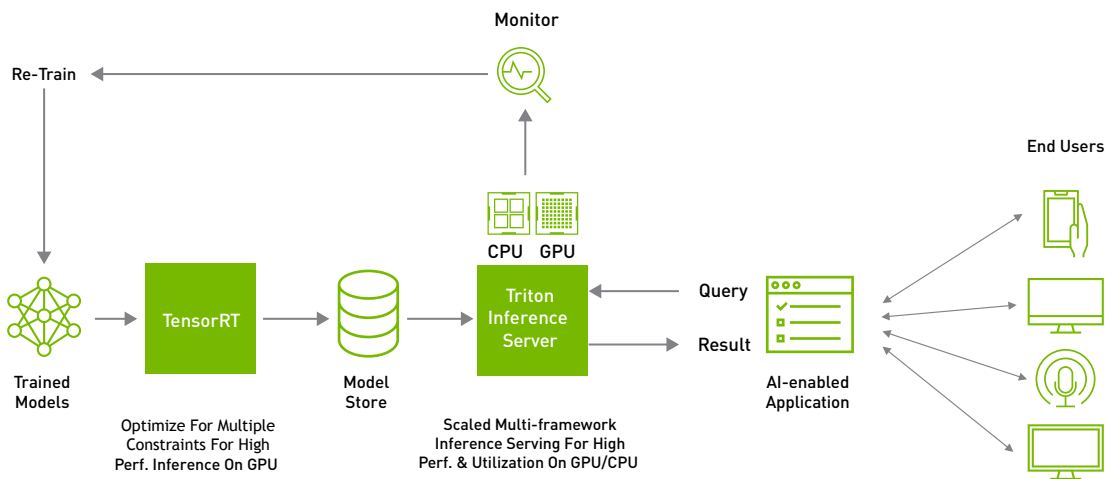 Monitor
Re-Train
End Users
CPU
GPU
TensorRT
Triton
Inference
Server
Query
Result
Trained
Models
Model
Store
AI-enabled
Application
Optimize For Multiple
Constraints For High
Perf. Inference On GPU
Scaled Multi-framework
Inference Serving For High
Perf. & Utilization On GPU/CPU